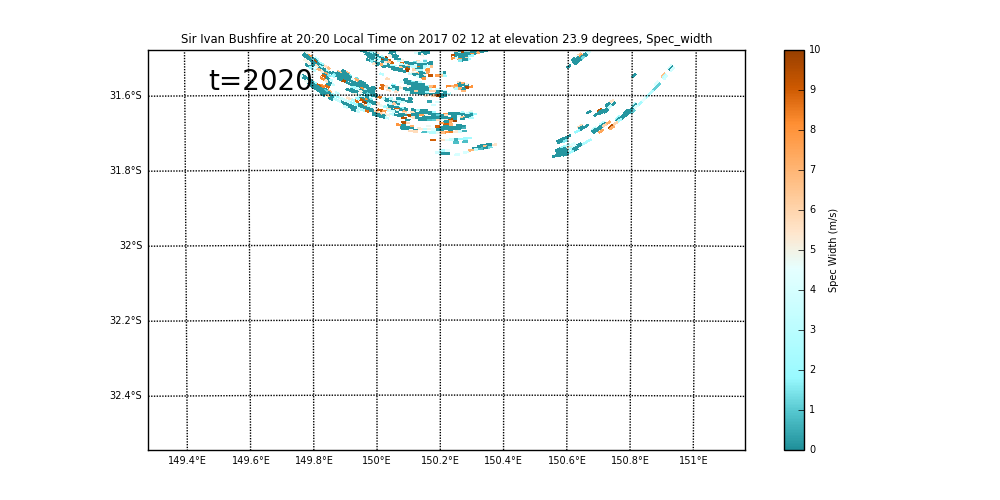 Sir Ivan Bushfire at 20:20 Local Time on 2017 02 12 at elevation 23.9 degrees, Spec_width
t=2020
31.6°S
31.8°S
32°S
32.2°S
32.4°S
149.4°E 149.6°E 149.8°E 150°E 150.2°E 150.4°E 150.6°E 150.8°E 151°E
10
9
8
7
6
5
4
3
2
1
0
Spec Width (m/s)